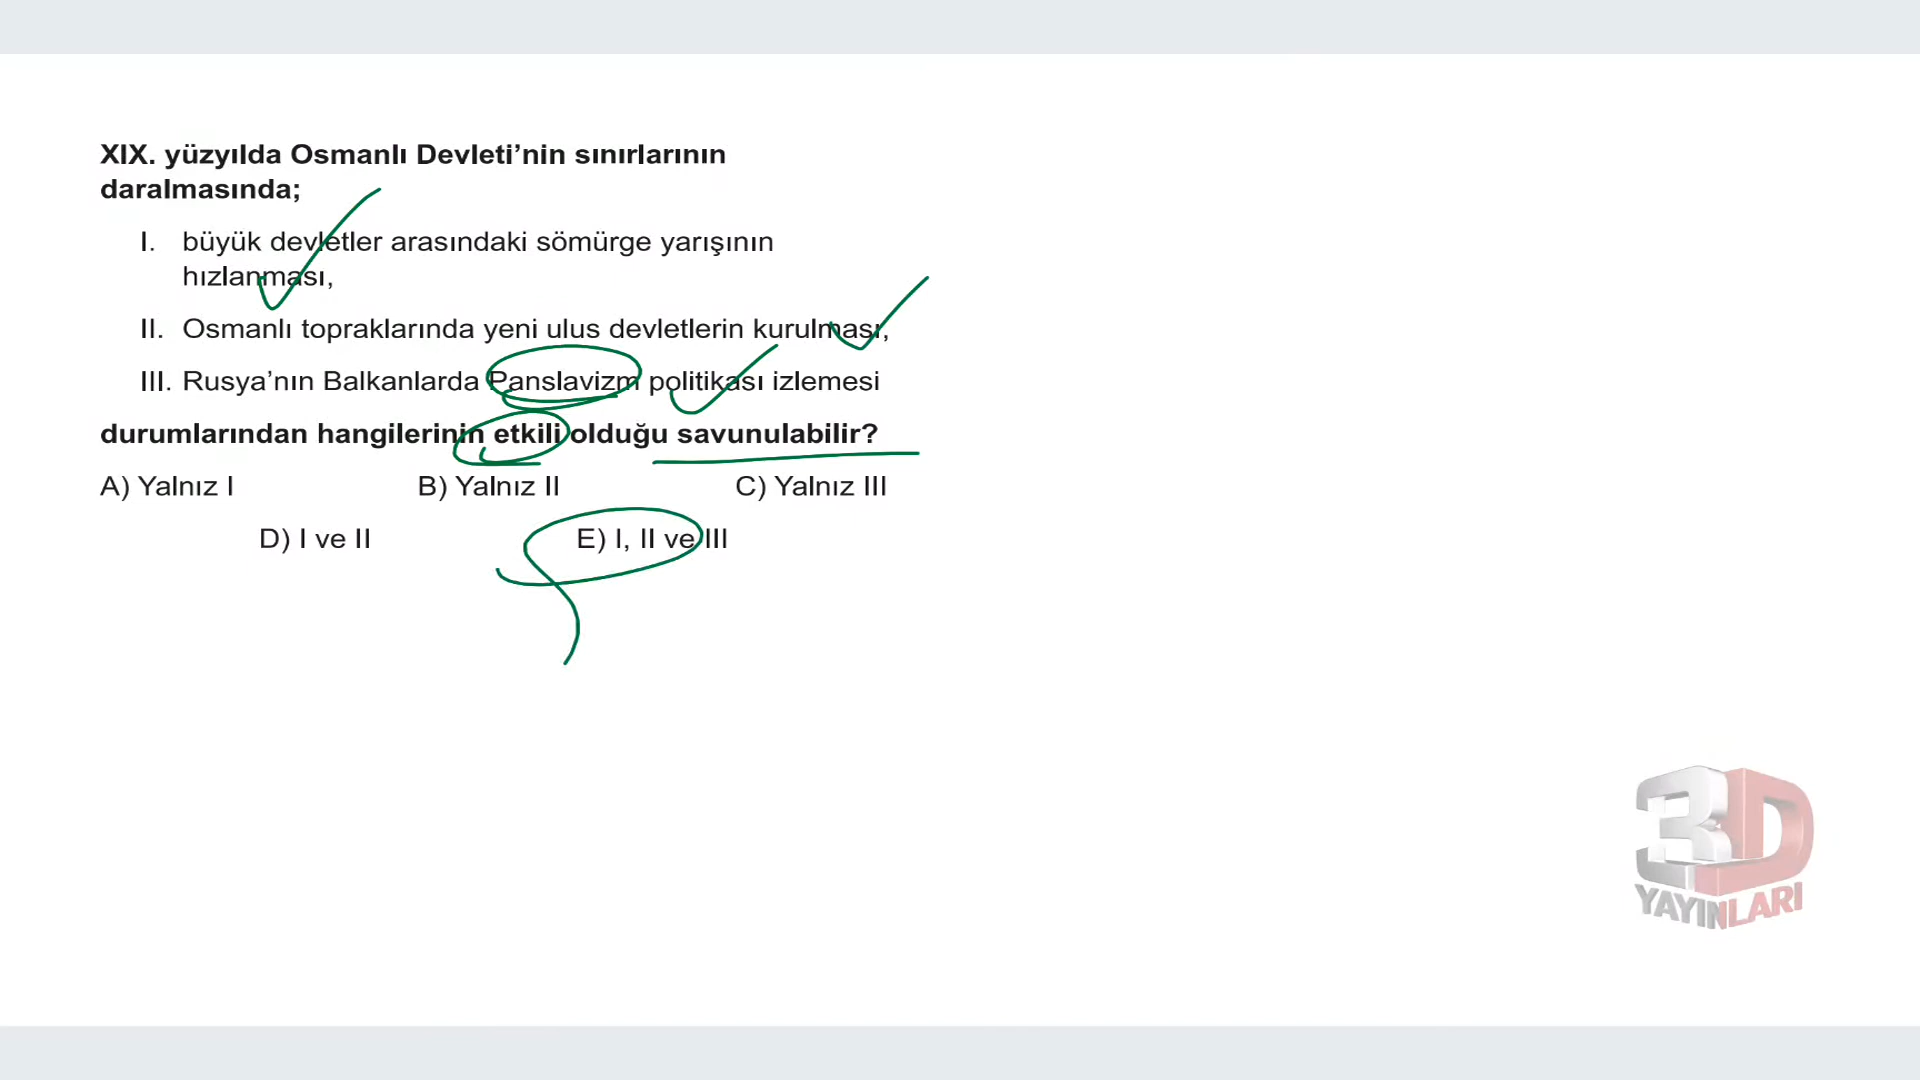 XIX. yüzyılda Osmanlı Devleti’nin sınırlarının
daralmasında;
I. büyük devletler arasındaki sömürge yarışının
hızlanması,
II. Osmanlı topraklarında yeni ulus devletlerin kurulması,
III. Rusya’nın Balkanlarda Panslavizm politikası izlemesi
durumlarından hangilerinin etkili olduğu savunulabilir?
A) Yalnız I B) Yalnız II C) Yalnız III
D) I ve II E) I, II ve III
3D
YAYINLARI